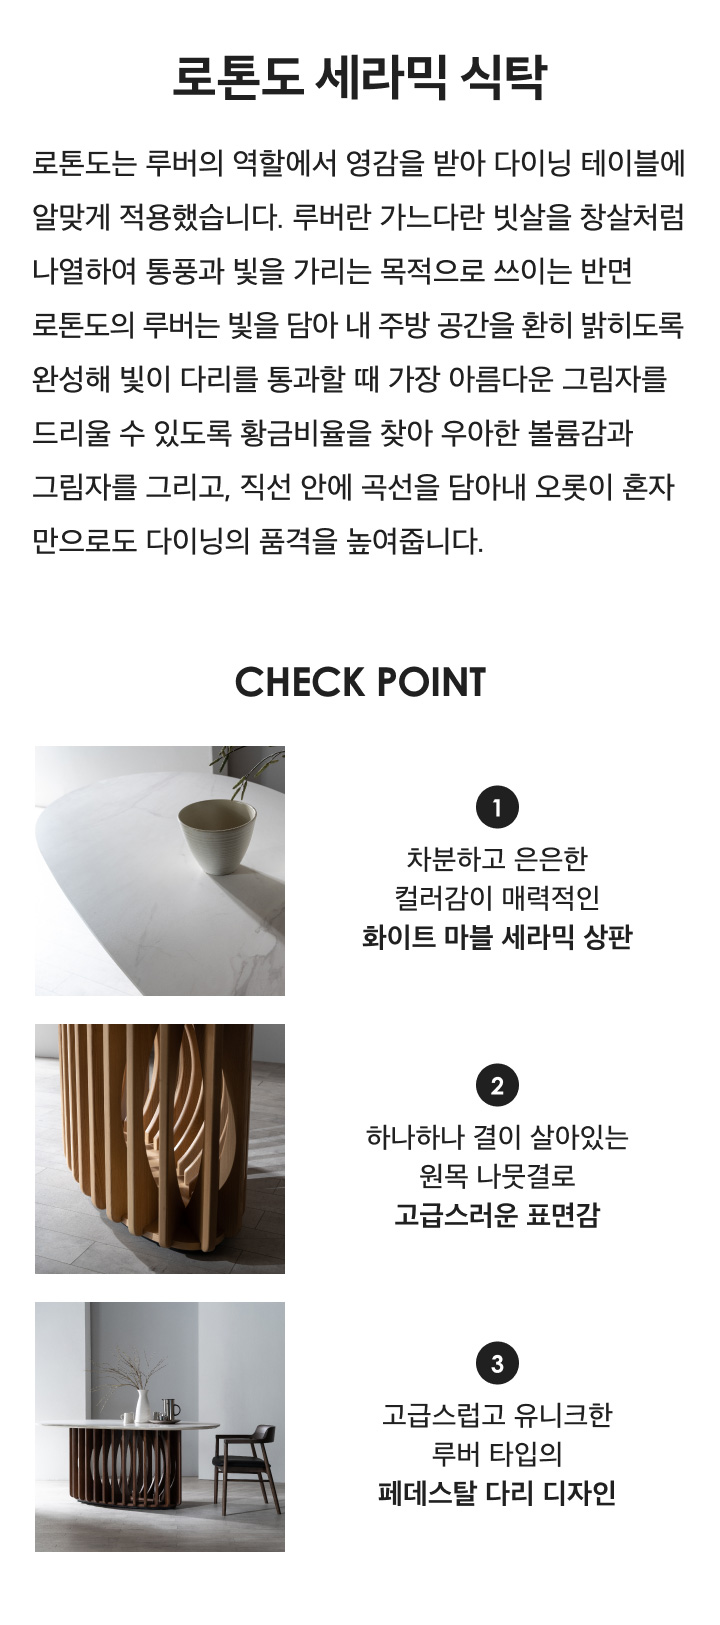 로톤도 세라믹 식탁
로톤도는 루버의 역할에서 영감을 받아 다이닝 테이블에
알맞게 적용했습니다. 루버란 가느다란 빗살을 창살처럼
나열하여 통풍과 빛을 가리는 목적으로 쓰이는 반면
로톤도의 루버는 빛을 담아 내 주방 공간을 환히 밝히도록
완성해 빛이 다리를 통과할 때 가장 아름다운 그림자를
드리울 수 있도록 황금비율을 찾아 우아한 볼륨감과
그림자를 그리고, 직선 안에 곡선을 담아내 오롯이 혼자
만으로도 다이닝의 품격을 높여줍니다.
CHECK POINT
1
차분하고 은은한
컬러감이 매력적인
화이트 마블 세라믹 상판
2
하나하나 결이 살아있는
원목 나뭇결로
고급스러운 표면감
3
고급스럽고 유니크한
루버 타입의
페데스탈 다리 디자인